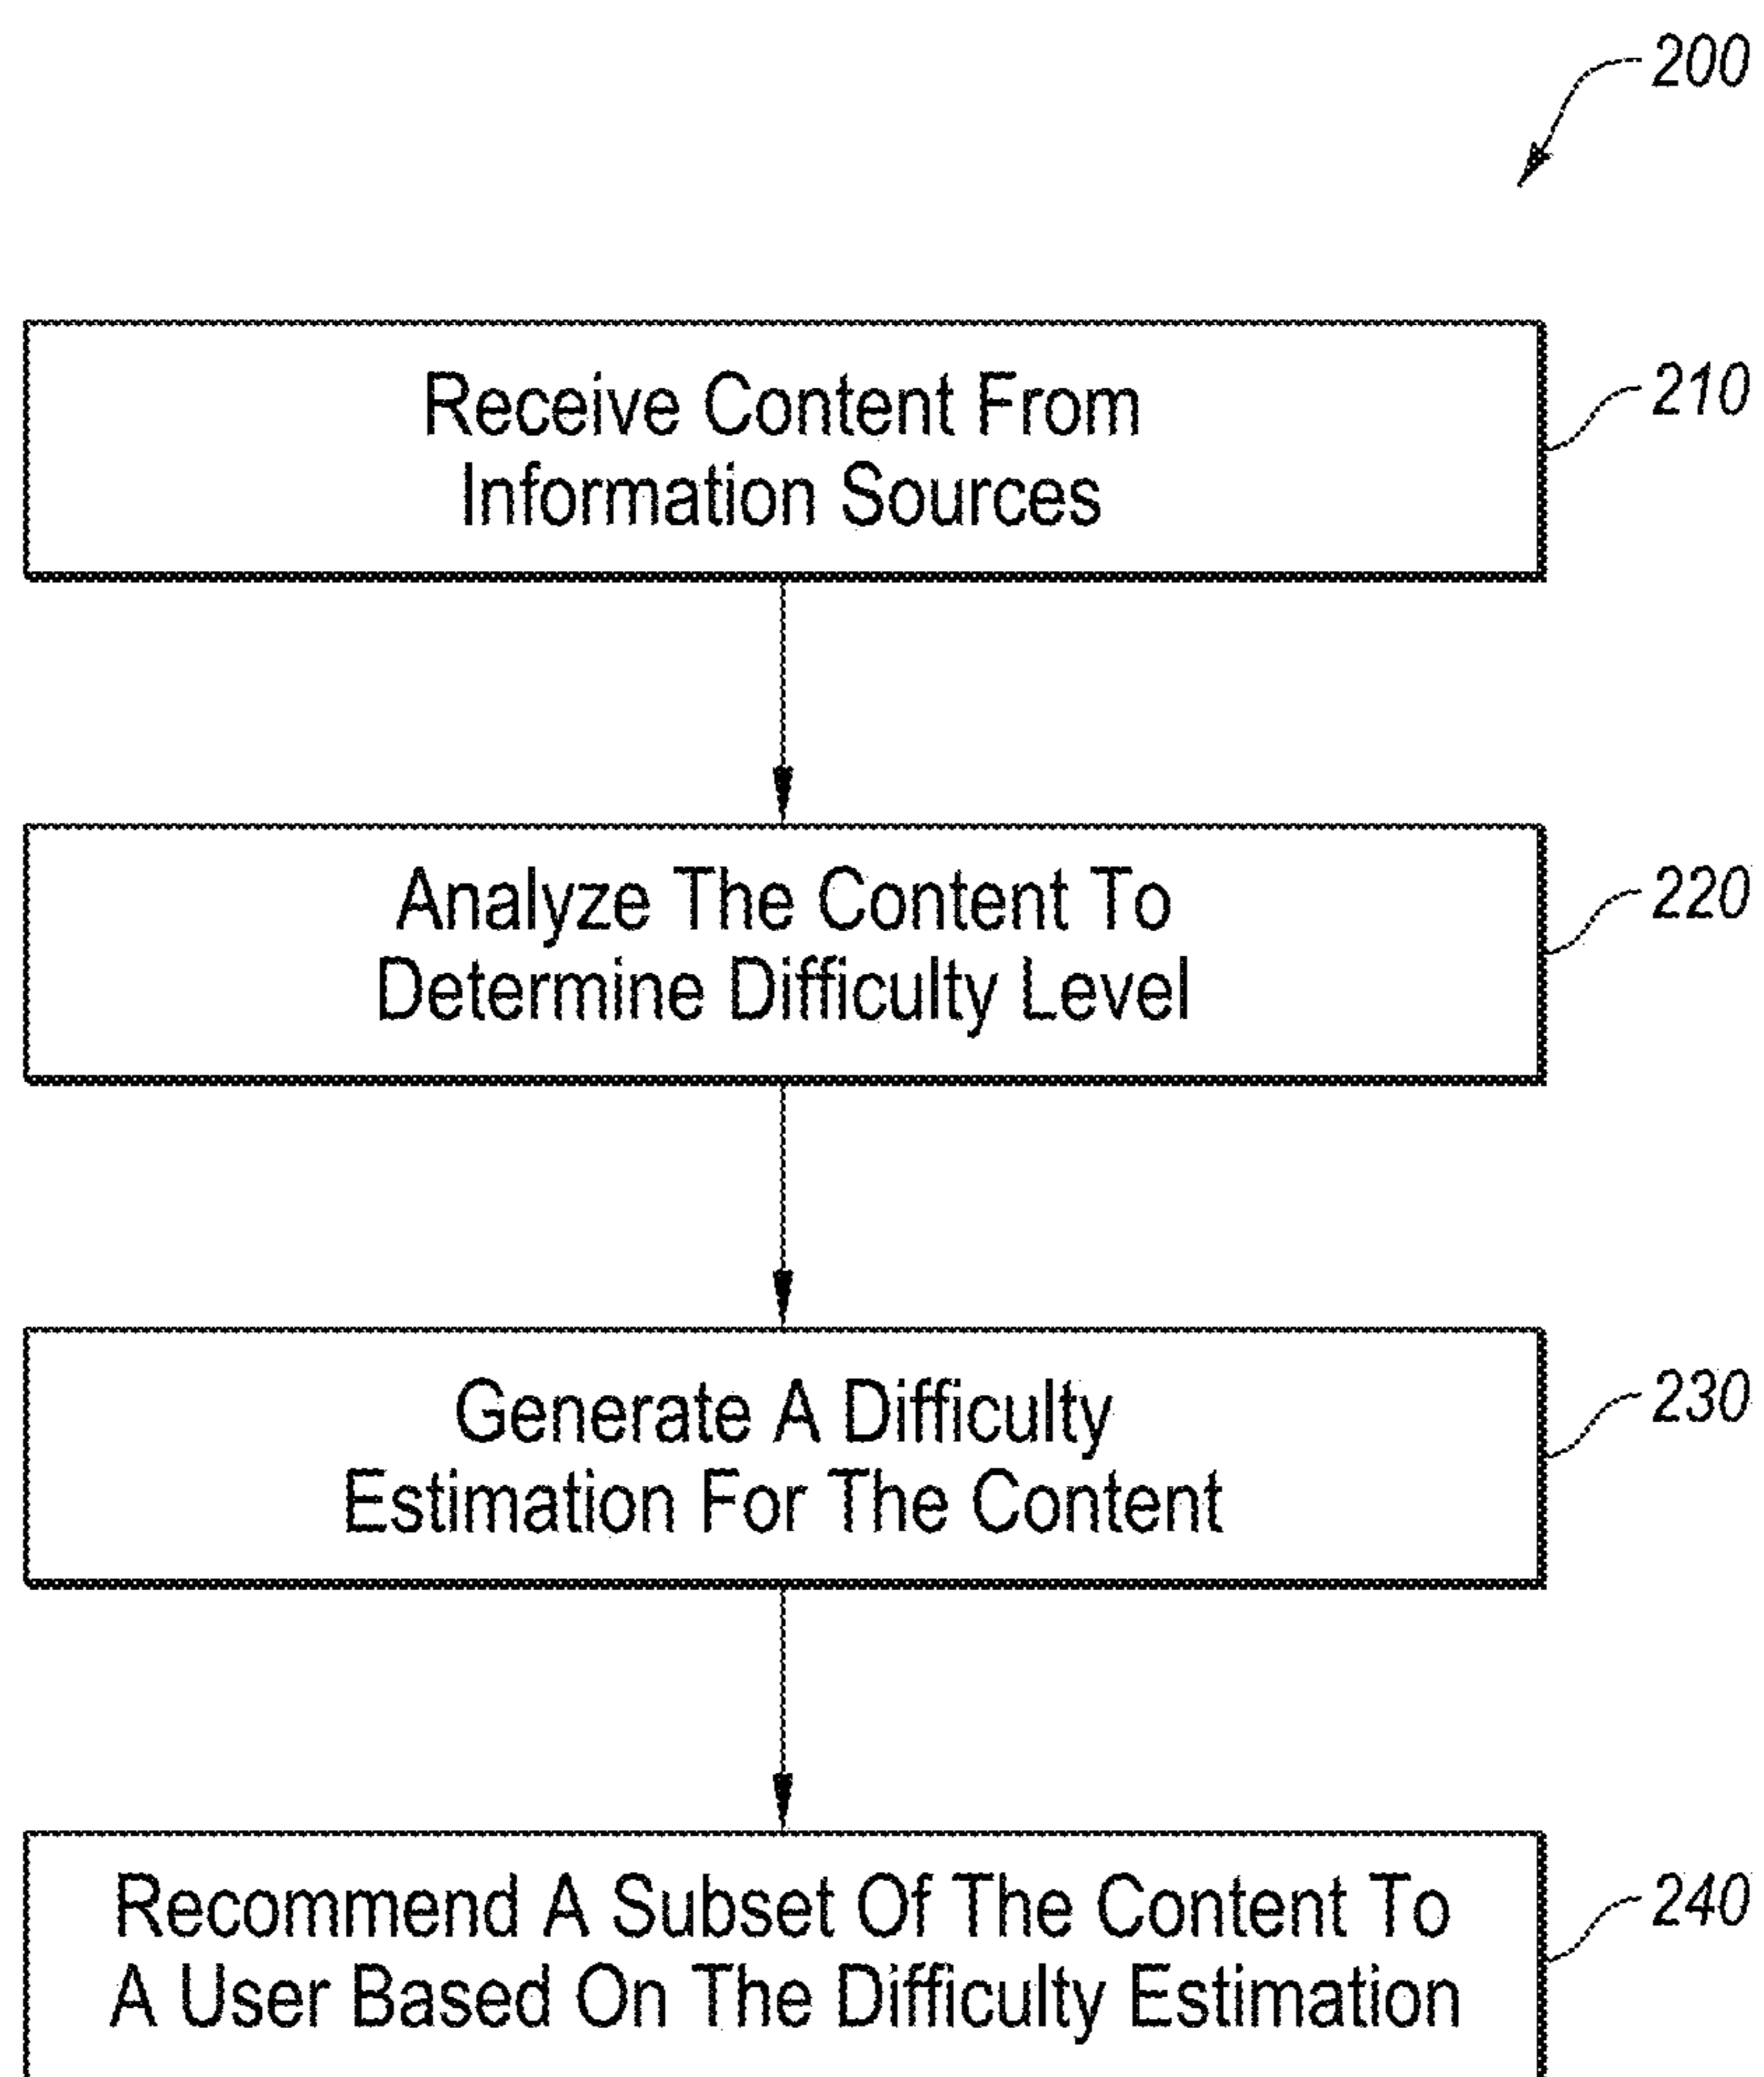 200
Receive Content From
Information Sources
210
Analyze The Content To
Determine Difficulty Level
220
Generate A Difficulty
Estimation For The Content
230
Recommend A Subset Of The Content To
A User Based On The Difficulty Estimation
240